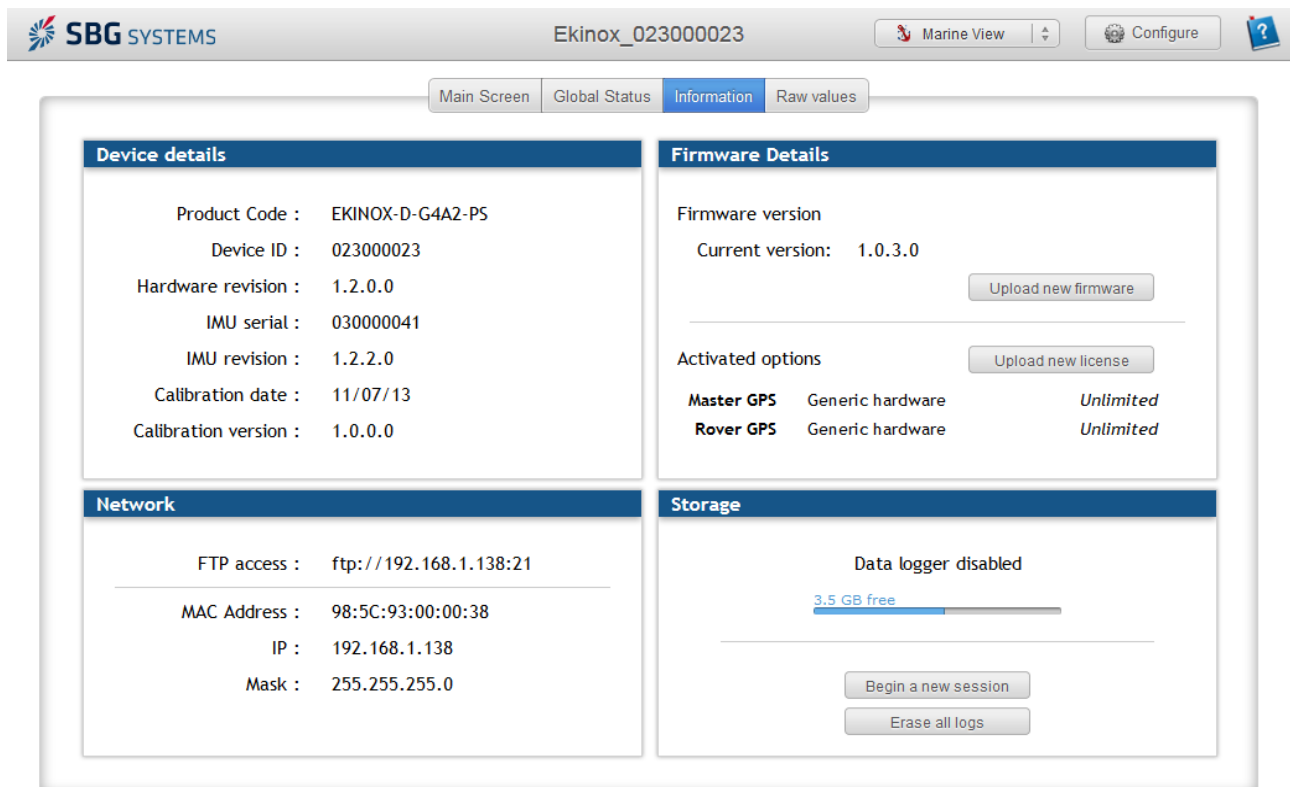 SBG SYSTEMS Ekinox_023000023 Marine View Configure ?
Main Screen Global Status Information Raw values
Device details
Product Code : EKINOX-D-G4A2-PS
Device ID : 023000023
Hardware revision : 1.2.0.0
IMU serial : 030000041
IMU revision : 1.2.2.0
Calibration date : 11/07/13
Calibration version : 1.0.0.0
Firmware Details
Firmware version
Current version: 1.0.3.0
Upload new firmware
Activated options Upload new license
Master GPS Generic hardware Unlimited
Rover GPS Generic hardware Unlimited
Network
FTP access : ftp://192.168.1.138:21
MAC Address : 98:5C:93:00:00:38
IP : 192.168.1.138
Mask : 255.255.255.0
Storage
Data logger disabled
3.5 GB free
Begin a new session
Erase all logs